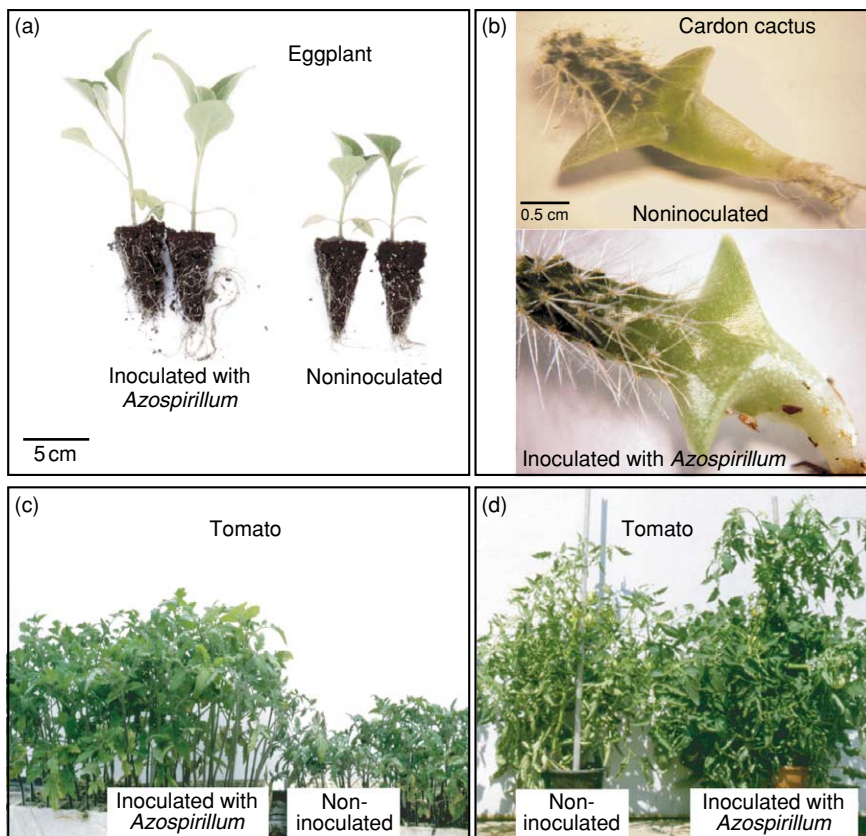 (a)
Eggplant
Inoculated with
Azospirillum
Noninoculated
5 cm
(b)
Cardon cactus
0.5 cm
Noninoculated
Inoculated with Azospirillum
(c)
Tomato
Inoculated with
Azospirillum
Non-
inoculated
(d)
Tomato
Non-
inoculated
Inoculated with
Azospirillum